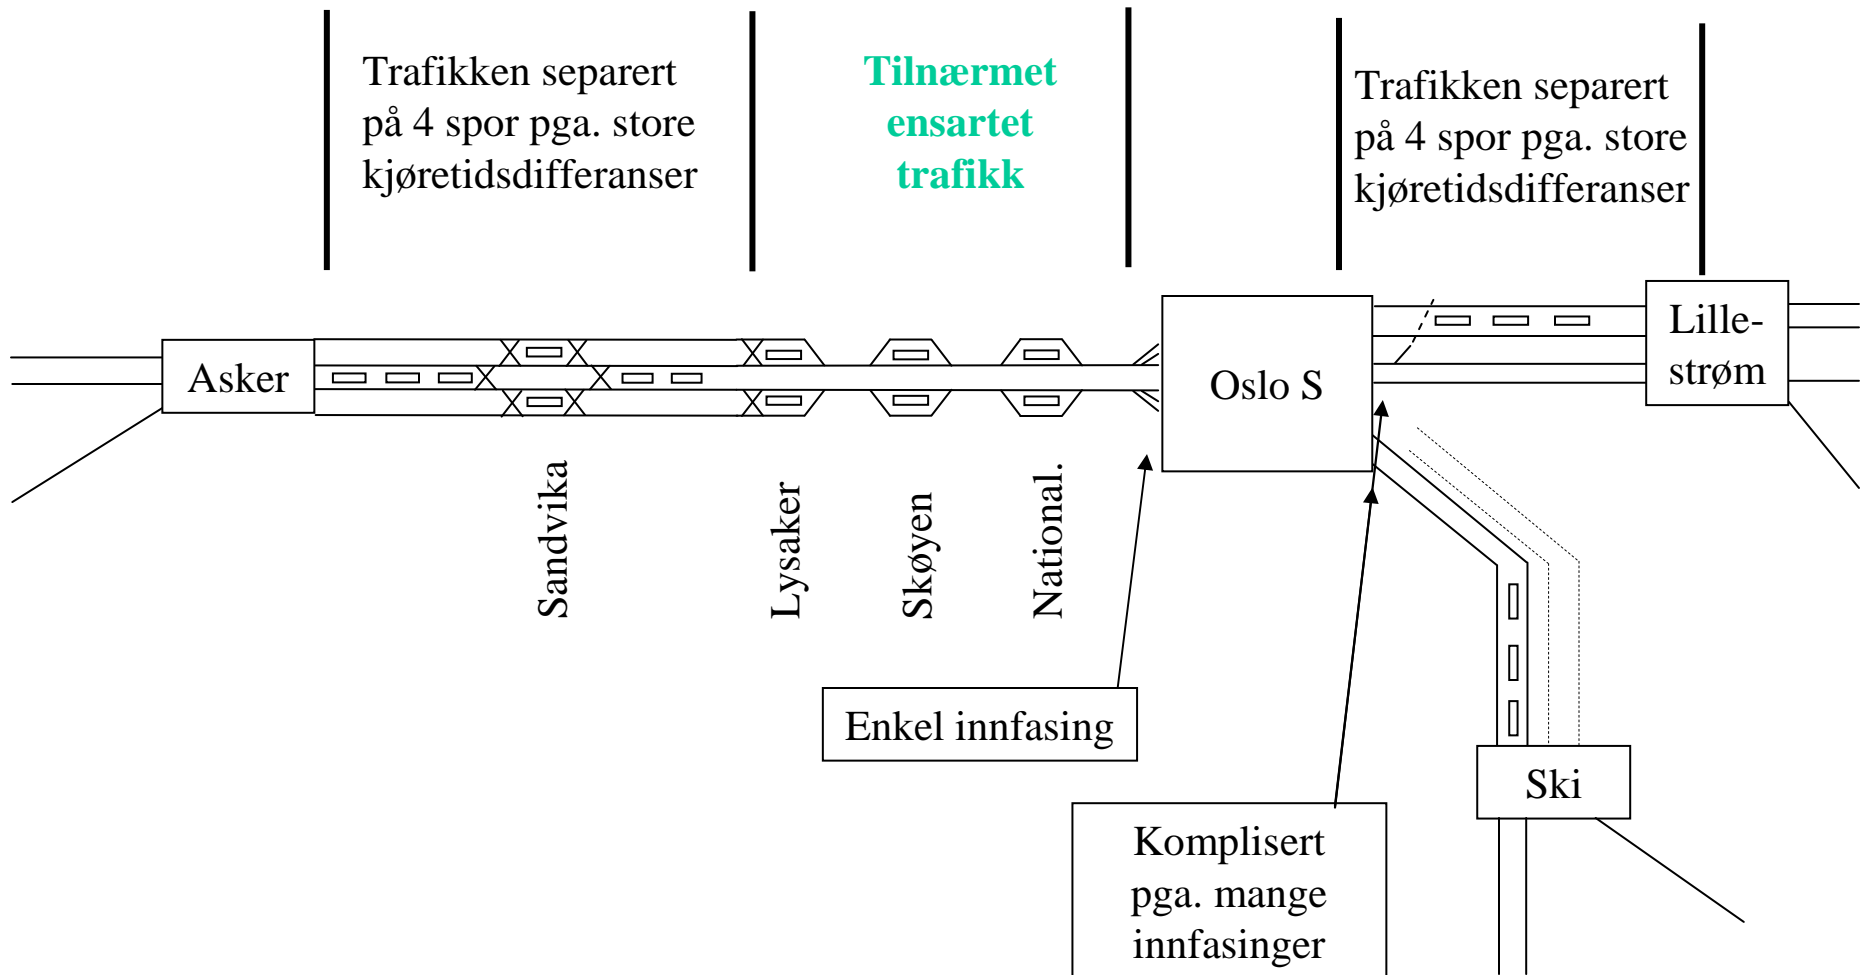 Trafikken separert
på 4 spor pga. store
kjøretidsdifferanser
Tilnærmet
ensartet
trafikk
Trafikken separert
på 4 spor pga. store
kjøretidsdifferanser
Asker
Oslo S
Lille-
strøm
Sandvika
Lysaker
Skøyen
National.
Enkel innfasing
Ski
Komplisert
pga. mange
innfasinger